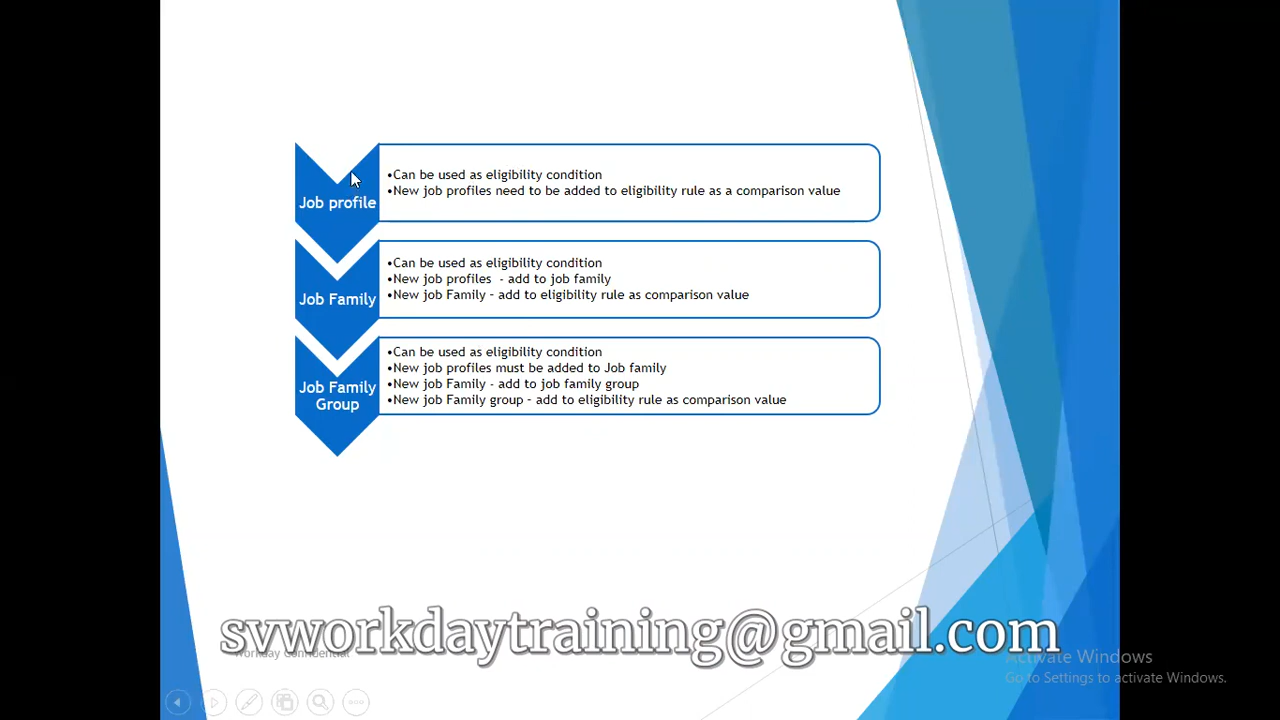 Job profile
•Can be used as eligibility condition
•New job profiles need to be added to eligibility rule as a comparison value
Job Family
•Can be used as eligibility condition
•New job profiles  - add to job family
•New job Family – add to eligibility rule as comparison value
Job Family
Group
•Can be used as eligibility condition
•New job profiles must be added to Job family
•New job Family - add to job family group
•New job Family group – add to eligibility rule as comparison value
svworkdaytraining@gmail.com
Workday Confidential
Activate Windows
Go to Settings to activate Windows.